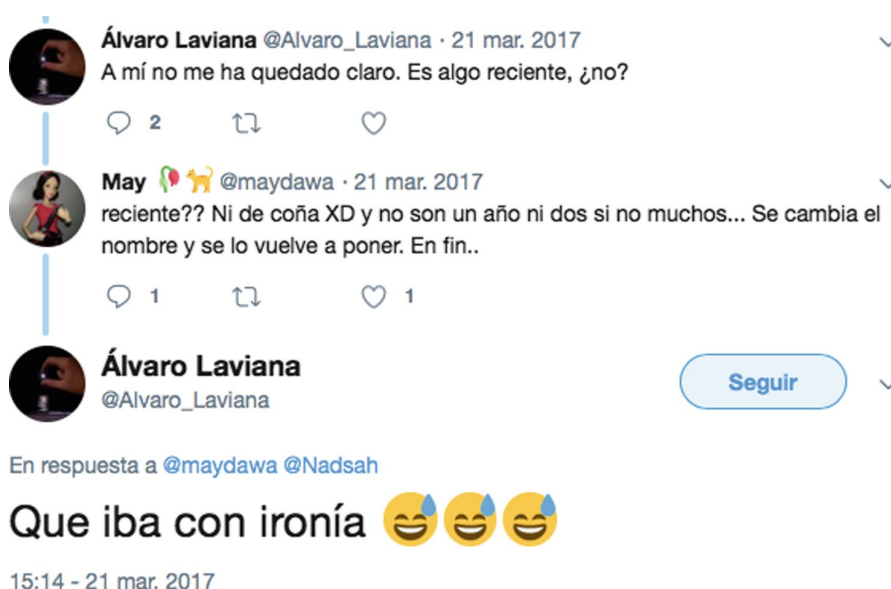 Álvaro Laviana @Alvaro_Laviana · 21 mar. 2017
A mí no me ha quedado claro. Es algo reciente, ¿no?
2
May 🥀 🐈 @maydawa · 21 mar. 2017
reciente?? Ni de coña XD y no son un año ni dos si no muchos... Se cambia el
nombre y se lo vuelve a poner. En fin..
1 1
Álvaro Laviana
@Alvaro_Laviana
Seguir
En respuesta a @maydawa @Nadsah
Que iba con ironía 😅😅😅
15:14 - 21 mar. 2017